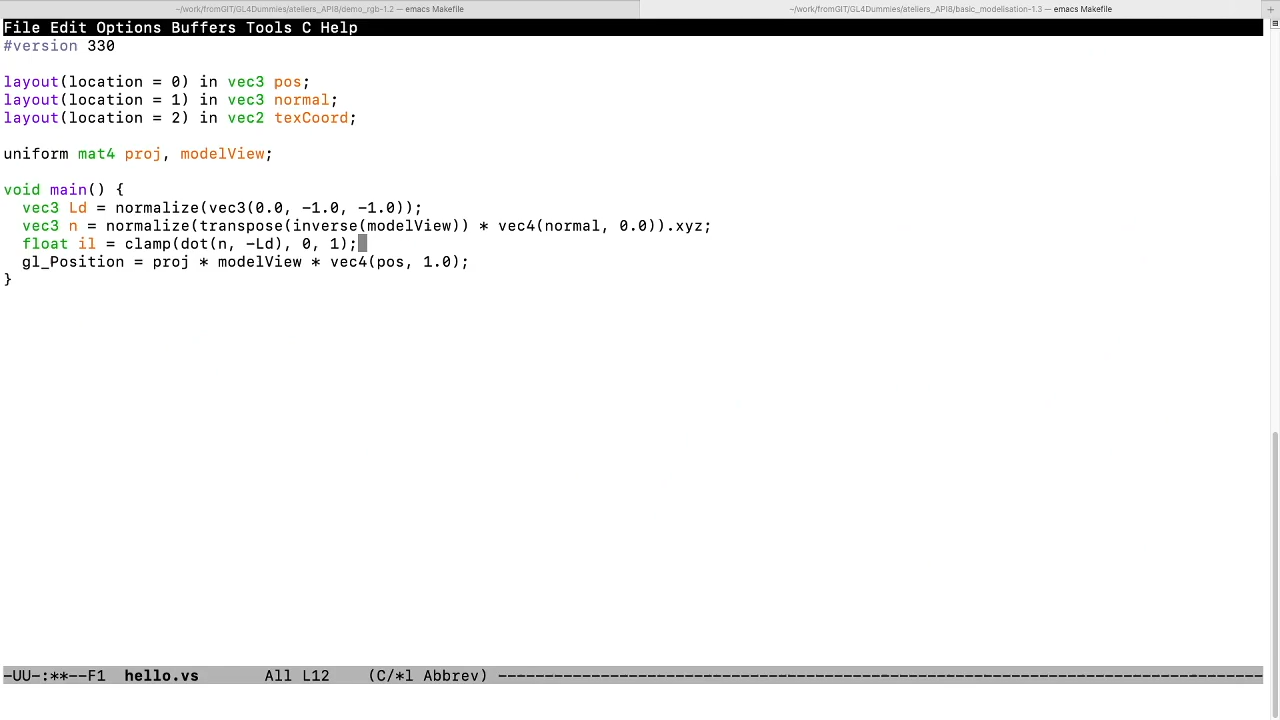 ~/work/fromGIT/GL4Dummies/ateliers_API8/demo_rgb-1.2 — emacs Makefile
~/work/fromGIT/GL4Dummies/ateliers_API8/basic_modelisation-1.3 — emacs Makefile
File Edit Options Buffers Tools C Help
#version 330
layout(location = 0) in vec3 pos;
layout(location = 1) in vec3 normal;
layout(location = 2) in vec2 texCoord;
uniform mat4 proj, modelView;
void main() {
  vec3 Ld = normalize(vec3(0.0, -1.0, -1.0));
  vec3 n = normalize(transpose(inverse(modelView)) * vec4(normal, 0.0)).xyz;
  float il = clamp(dot(n, -Ld), 0, 1);
  gl_Position = proj * modelView * vec4(pos, 1.0);
}
-UU-:**--F1  hello.vs       All L12    (C/*l Abbrev) ----------------------------------------------------------------------------------